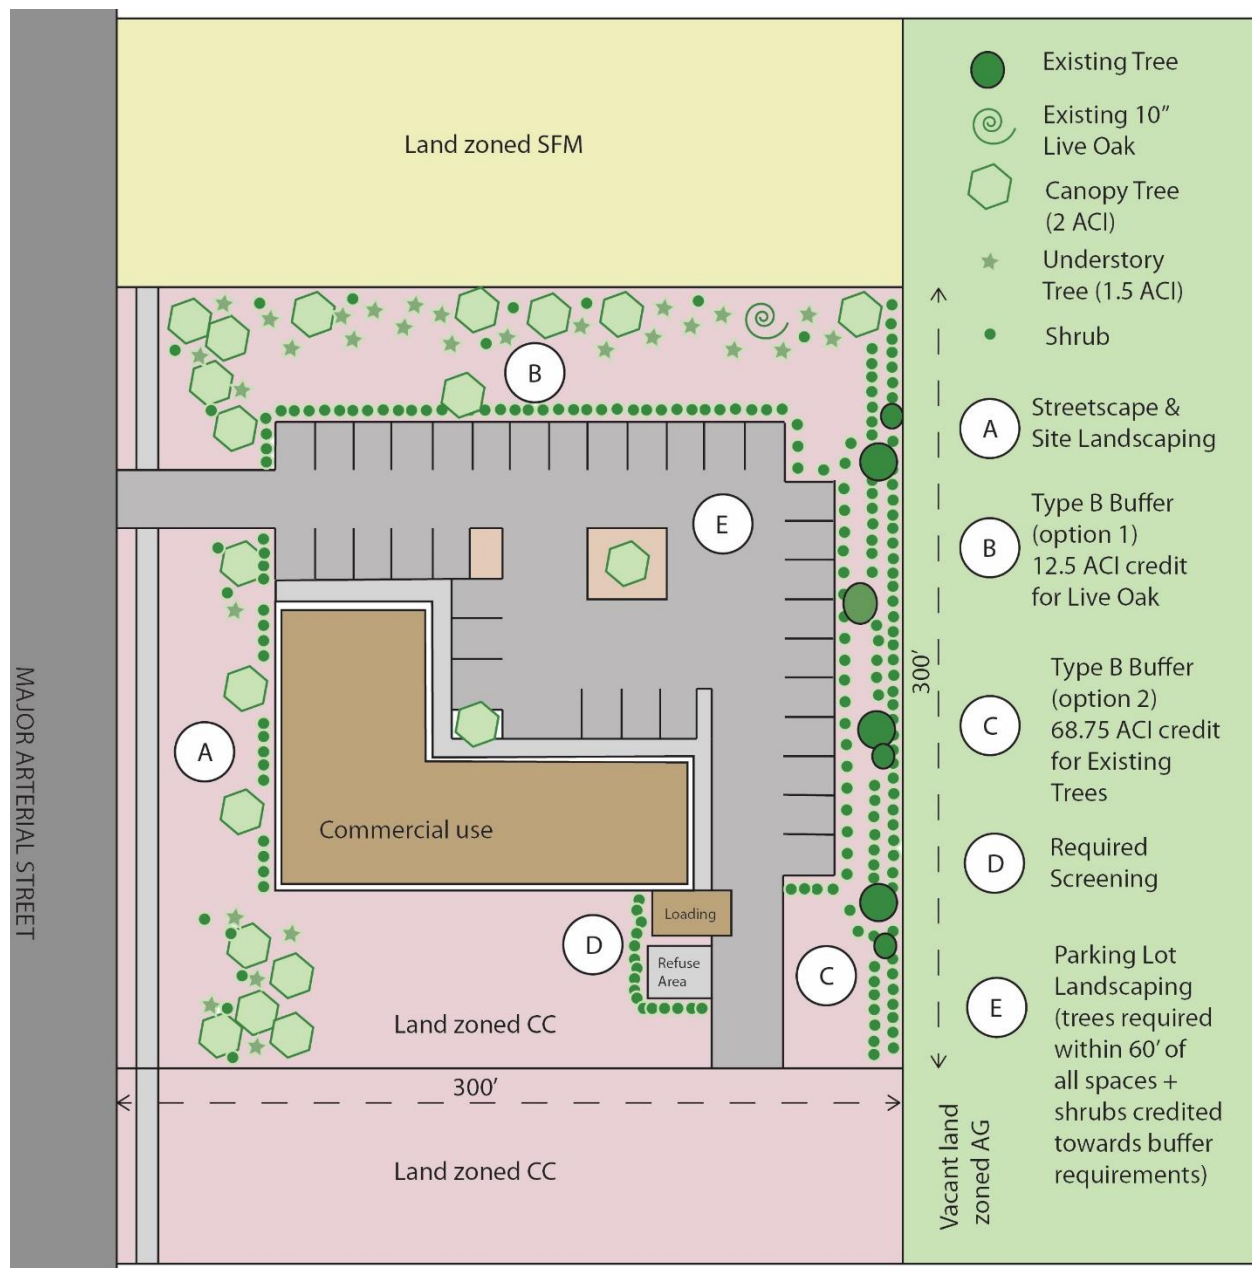 Land zoned SFM
B
E
MAJOR ARTERIAL STREET
A
Commercial use
Loading
D
Refuse
Area
C
Land zoned CC
300’
Land zoned CC
300’
Vacant land
zoned AG
Existing Tree
Existing 10”
Live Oak
Canopy Tree
(2 ACI)
Understory
Tree (1.5 ACI)
Shrub
A
Streetscape &
Site Landscaping
B
Type B Buffer
(option 1)
12.5 ACI credit
for Live Oak
C
Type B Buffer
(option 2)
68.75 ACI credit
for Existing
Trees
D
Required
Screening
E
Parking Lot
Landscaping
(trees required
within 60’ of
all spaces +
shrubs credited
towards buffer
requirements)